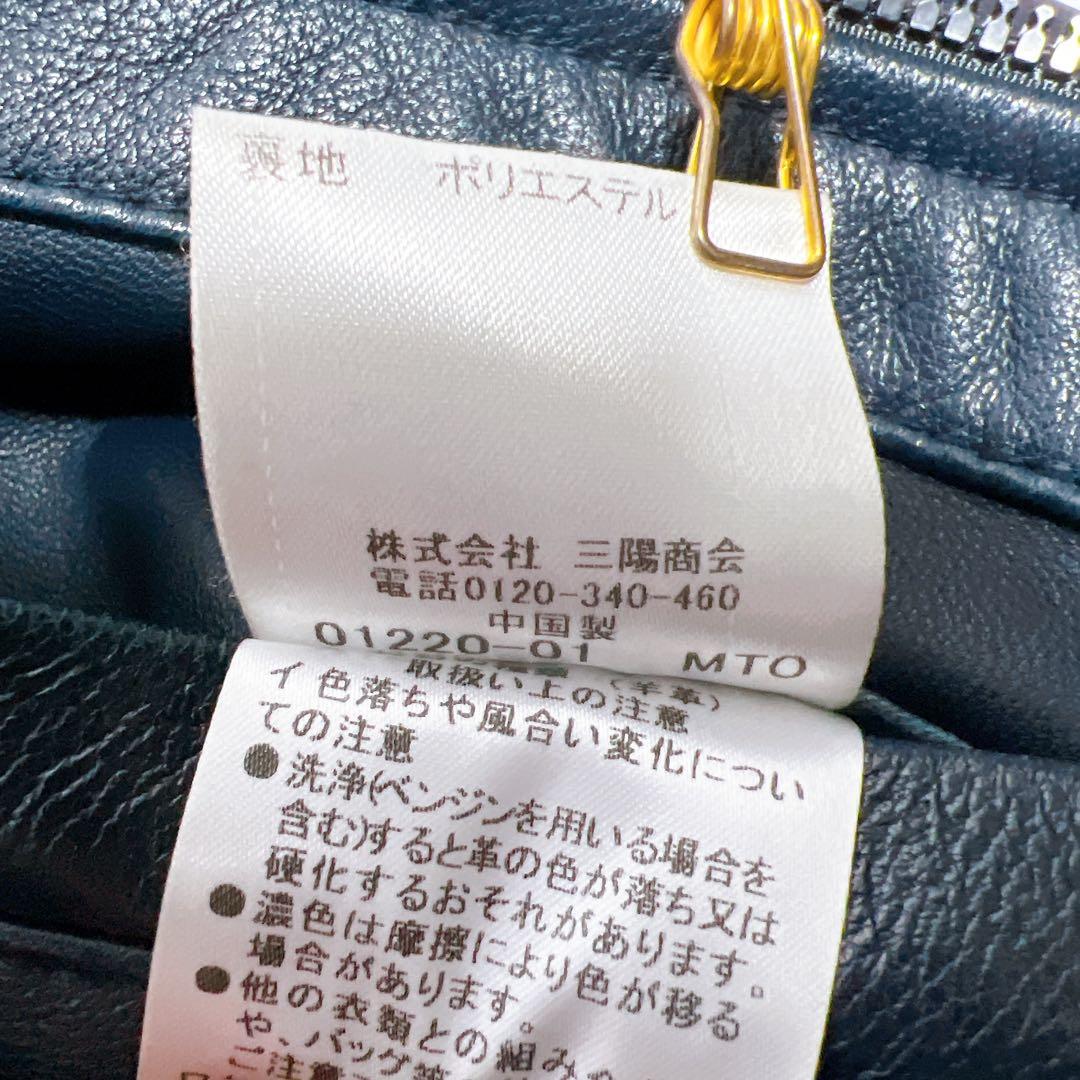 裏地 ポリエステル
株式会社 三陽商会
電話0120-340-460
中国製
01220-01 MTO
(羊革)
取扱い上の注意
イ 色落ちや風合い変化につい
ての注意
●洗浄(ベンジンを用いる場合を
含む)すると革の色が落ち又は
硬化するおそれがあります。
●濃色は摩擦により色が移る
場合があります。
●他の衣類との組み
や、バッグ等
ご注意